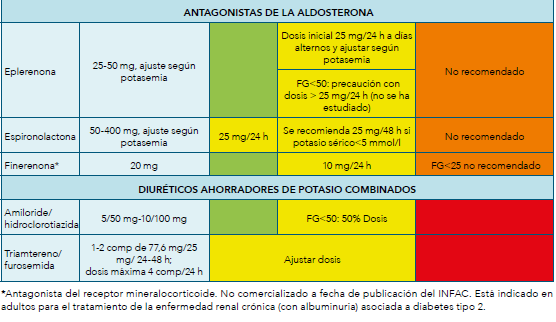 ANTAGONISTAS DE LA ALDOSTERONA
Eplerenona
25-50 mg, ajuste según
potasemia
Dosis inicial 25 mg/24 h a días
alternos y ajustar según
potasemia
FG<50: precaución con
dosis > 25 mg/24 h (no se ha
estudiado)
No recomendado
Espironolactona
50-400 mg, ajuste según
potasemia
25 mg/24 h
Se recomienda 25 mg/48 h si
potasio sérico<5 mmol/l
No recomendado
Finerenona*
20 mg
10 mg/24 h
FG<25 no recomendado
DIURÉTICOS AHORRADORES DE POTASIO COMBINADOS
Amiloride/
hidroclorotiazida
5/50 mg-10/100 mg
FG<50: 50% Dosis
Triamtereno/
furosemida
1-2 comp de 77,6 mg/25
mg/ 24-48 h;
dosis máxima 4 comp/24 h
Ajustar dosis
*Antagonista del receptor mineralocorticoide. No comercializado a fecha de publicación del INFAC. Está indicado en
adultos para el tratamiento de la enfermedad renal crónica (con albuminuria) asociada a diabetes tipo 2.